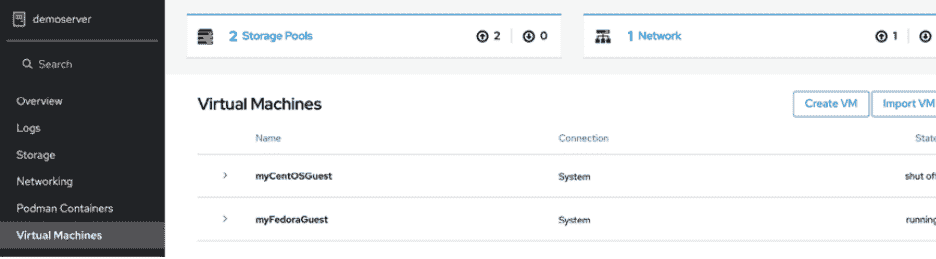 demoserver
Search
Overview
Logs
Storage
Networking
Podman Containers
Virtual Machines
2 Storage Pools 2 0
1 Network 1
Virtual Machines
Create VM Import VM
Name Connection State
myCentOSGuest System shut off
myFedoraGuest System running